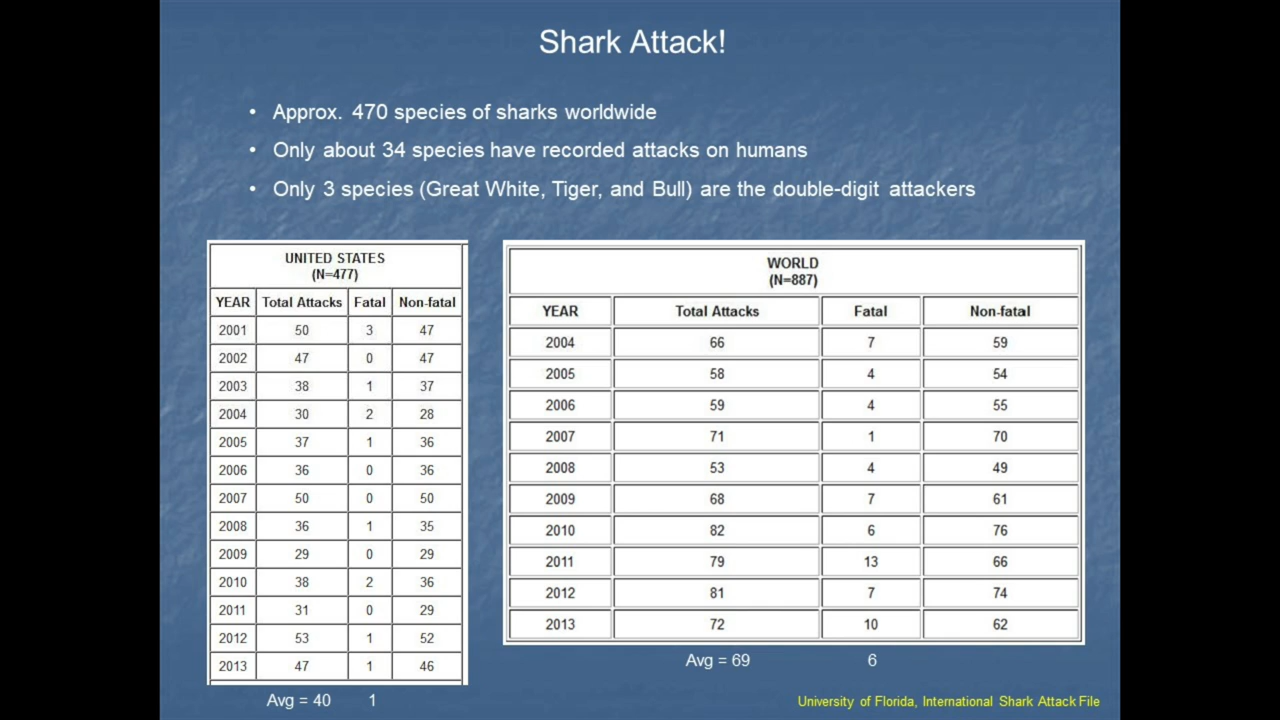 Shark Attack!
• Approx. 470 species of sharks worldwide
• Only about 34 species have recorded attacks on humans
• Only 3 species (Great White, Tiger, and Bull) are the double-digit attackers
UNITED STATES
(N=477)
YEAR Total Attacks Fatal Non-fatal
2001 50 3 47
2002 47 0 47
2003 38 1 37
2004 30 2 28
2005 37 1 36
2006 36 0 36
2007 50 0 50
2008 36 1 35
2009 29 0 29
2010 38 2 36
2011 31 0 29
2012 53 1 52
2013 47 1 46
Avg = 40 1
WORLD
(N=887)
YEAR Total Attacks Fatal Non-fatal
2004 66 7 59
2005 58 4 54
2006 59 4 55
2007 71 1 70
2008 53 4 49
2009 68 7 61
2010 82 6 76
2011 79 13 66
2012 81 7 74
2013 72 10 62
Avg = 69 6
University of Florida, International Shark Attack File